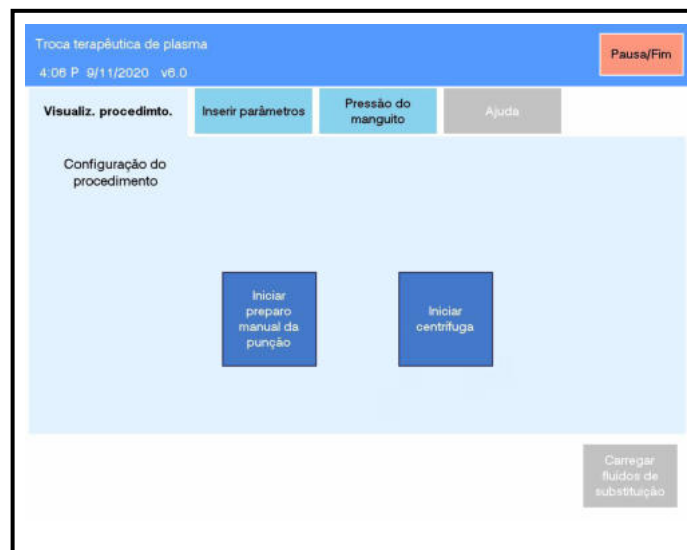 Troca terapêutica de plasma
4:06 P 9/11/2020 v6.0
Pausa/Fim
Visualiz. procedimto.
Inserir parâmetros
Pressão do
manguito
Ajuda
Configuração do
procedimento
Iniciar
preparo
manual da
punção
Iniciar
centrífuga
Carregar
fluidos de
substituição